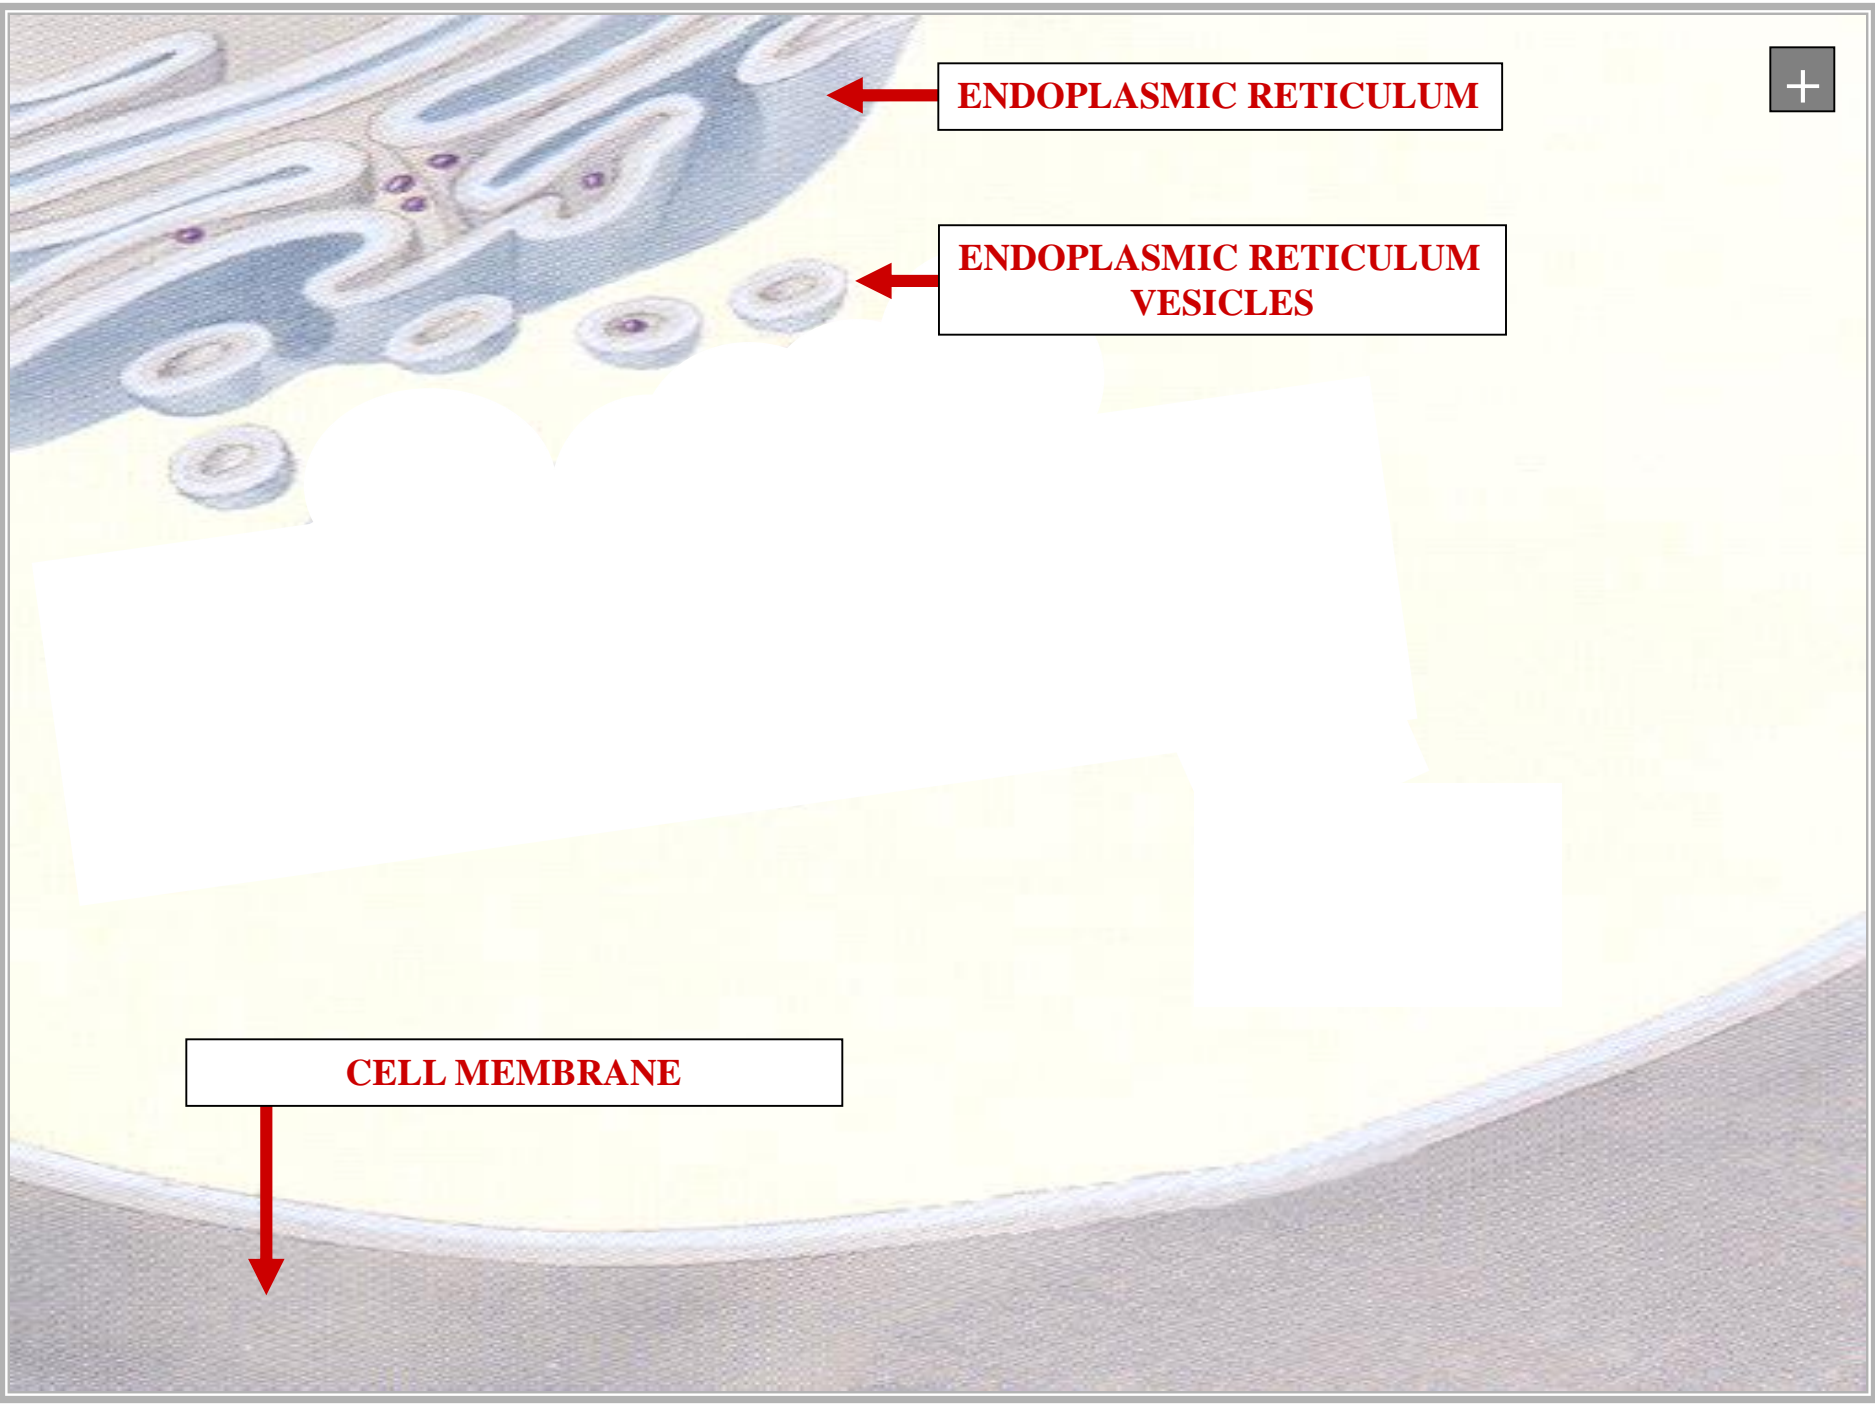 ENDOPLASMIC RETICULUM
+
ENDOPLASMIC RETICULUM
VESICLES
CELL MEMBRANE